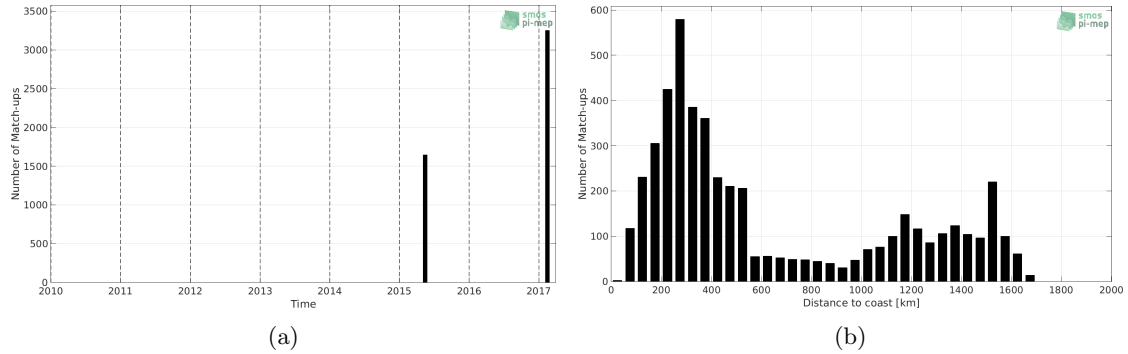 3500
3000
2500
2000
1500
1000
500
0
Number of Match-ups
2010 2011 2012 2013 2014 2015 2016 2017
Time
smos
pi-mep
(a)
600
500
400
300
200
100
0
Number of Match-ups
0 200 400 600 800 1000 1200 1400 1600 1800 2000
Distance to coast [km]
smos
pi-mep
(b)